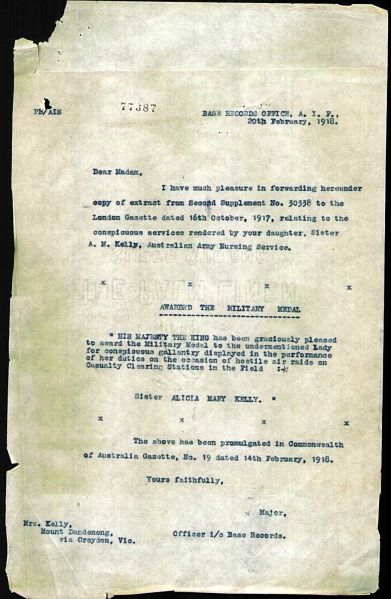 PB/AIS
77387
BASE RECORDS OFFICE, A. I. F.,
20th February, 1918.
Dear Madam,
I have much pleasure in forwarding hereunder
copy of extract from Second Supplement No. 30338 to the
London Gazette dated 16th October, 1917, relating to the
conspicuous services rendered by your daughter, Sister
A. M. Kelly, Australian Army Nursing Service.
x x x x
AWARDED THE MILITARY MEDAL
" HIS MAJESTY THE KING has been graciously pleased
to award the Military Medal to the undermentioned Lady
for conspicuous gallantry displayed in the performance
of her duties on the occasion of hostile air raids on
Casualty Clearing Stations in the Field :-
Sister ALICIA MARY KELLY. "
x x x x
The above has been promulgated in Commonwealth
of Australia Gazette, No. 19 dated 14th February, 1918.
Yours faithfully,
Major,
Officer i/c Base Records.
Mrs. Kelly,
Mount Dandenong,
via Croydon, Vic.